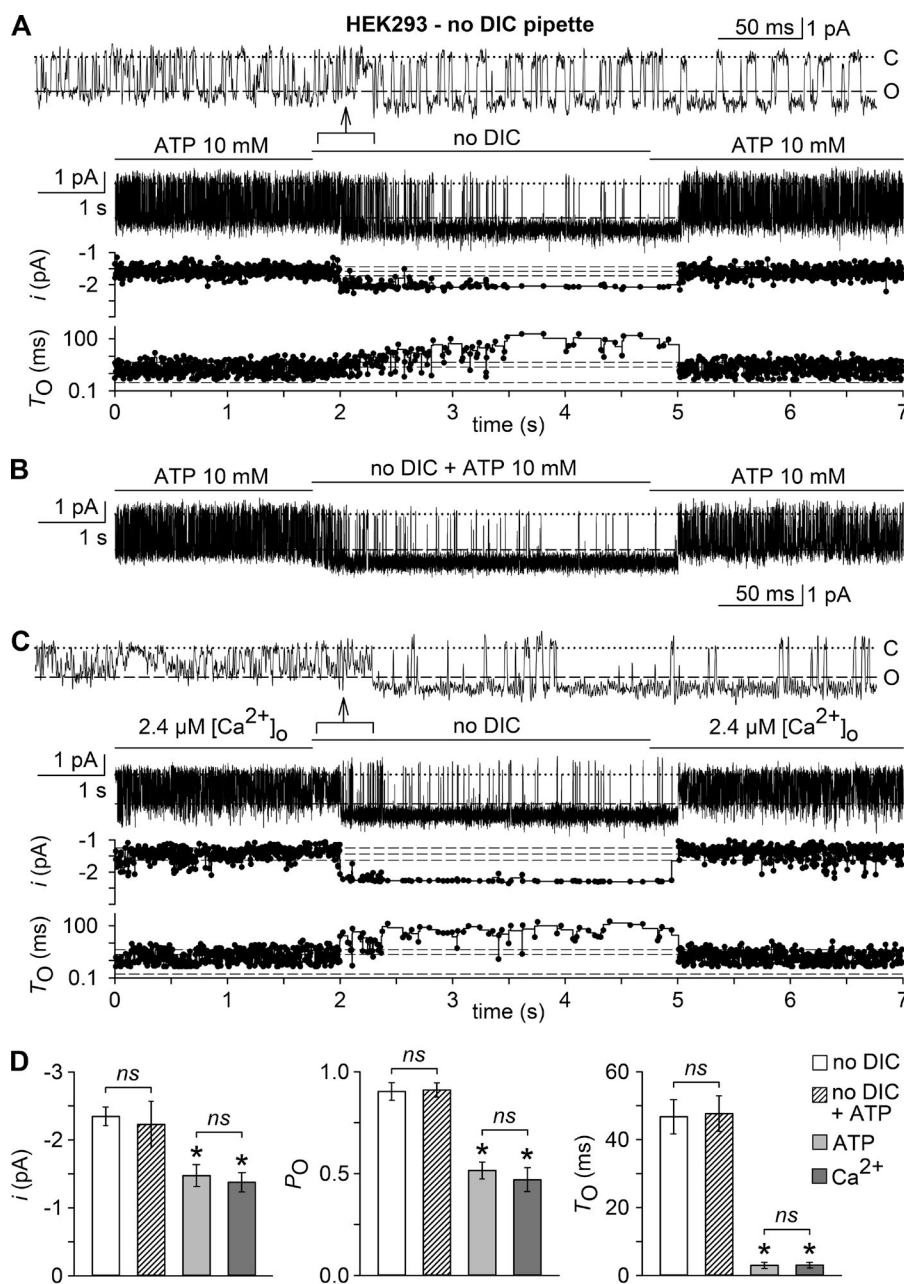 A HEK293 - no DIC pipette
50 ms 1 pA
C
O
ATP 10 mM no DIC ATP 10 mM
1 pA
1 s
-1
-2
i (pA)
100
0.1
TO (ms)
0 1 2 3 4 5 6 7
time (s)
B
ATP 10 mM no DIC + ATP 10 mM ATP 10 mM
1 pA
1 s
50 ms 1 pA
C
C
O
2.4 µM [Ca2+]o no DIC 2.4 µM [Ca2+]o
1 pA
1 s
-1
-2
i (pA)
100
0.1
TO (ms)
0 1 2 3 4 5 6 7
time (s)
D
-3
-2
-1
0
i (pA)
ns
ns
* *
1.0
0.5
0
PO
ns
ns
* *
60
40
20
0
TO (ms)
ns
ns
* *
no DIC
no DIC
+ ATP
ATP
Ca2+